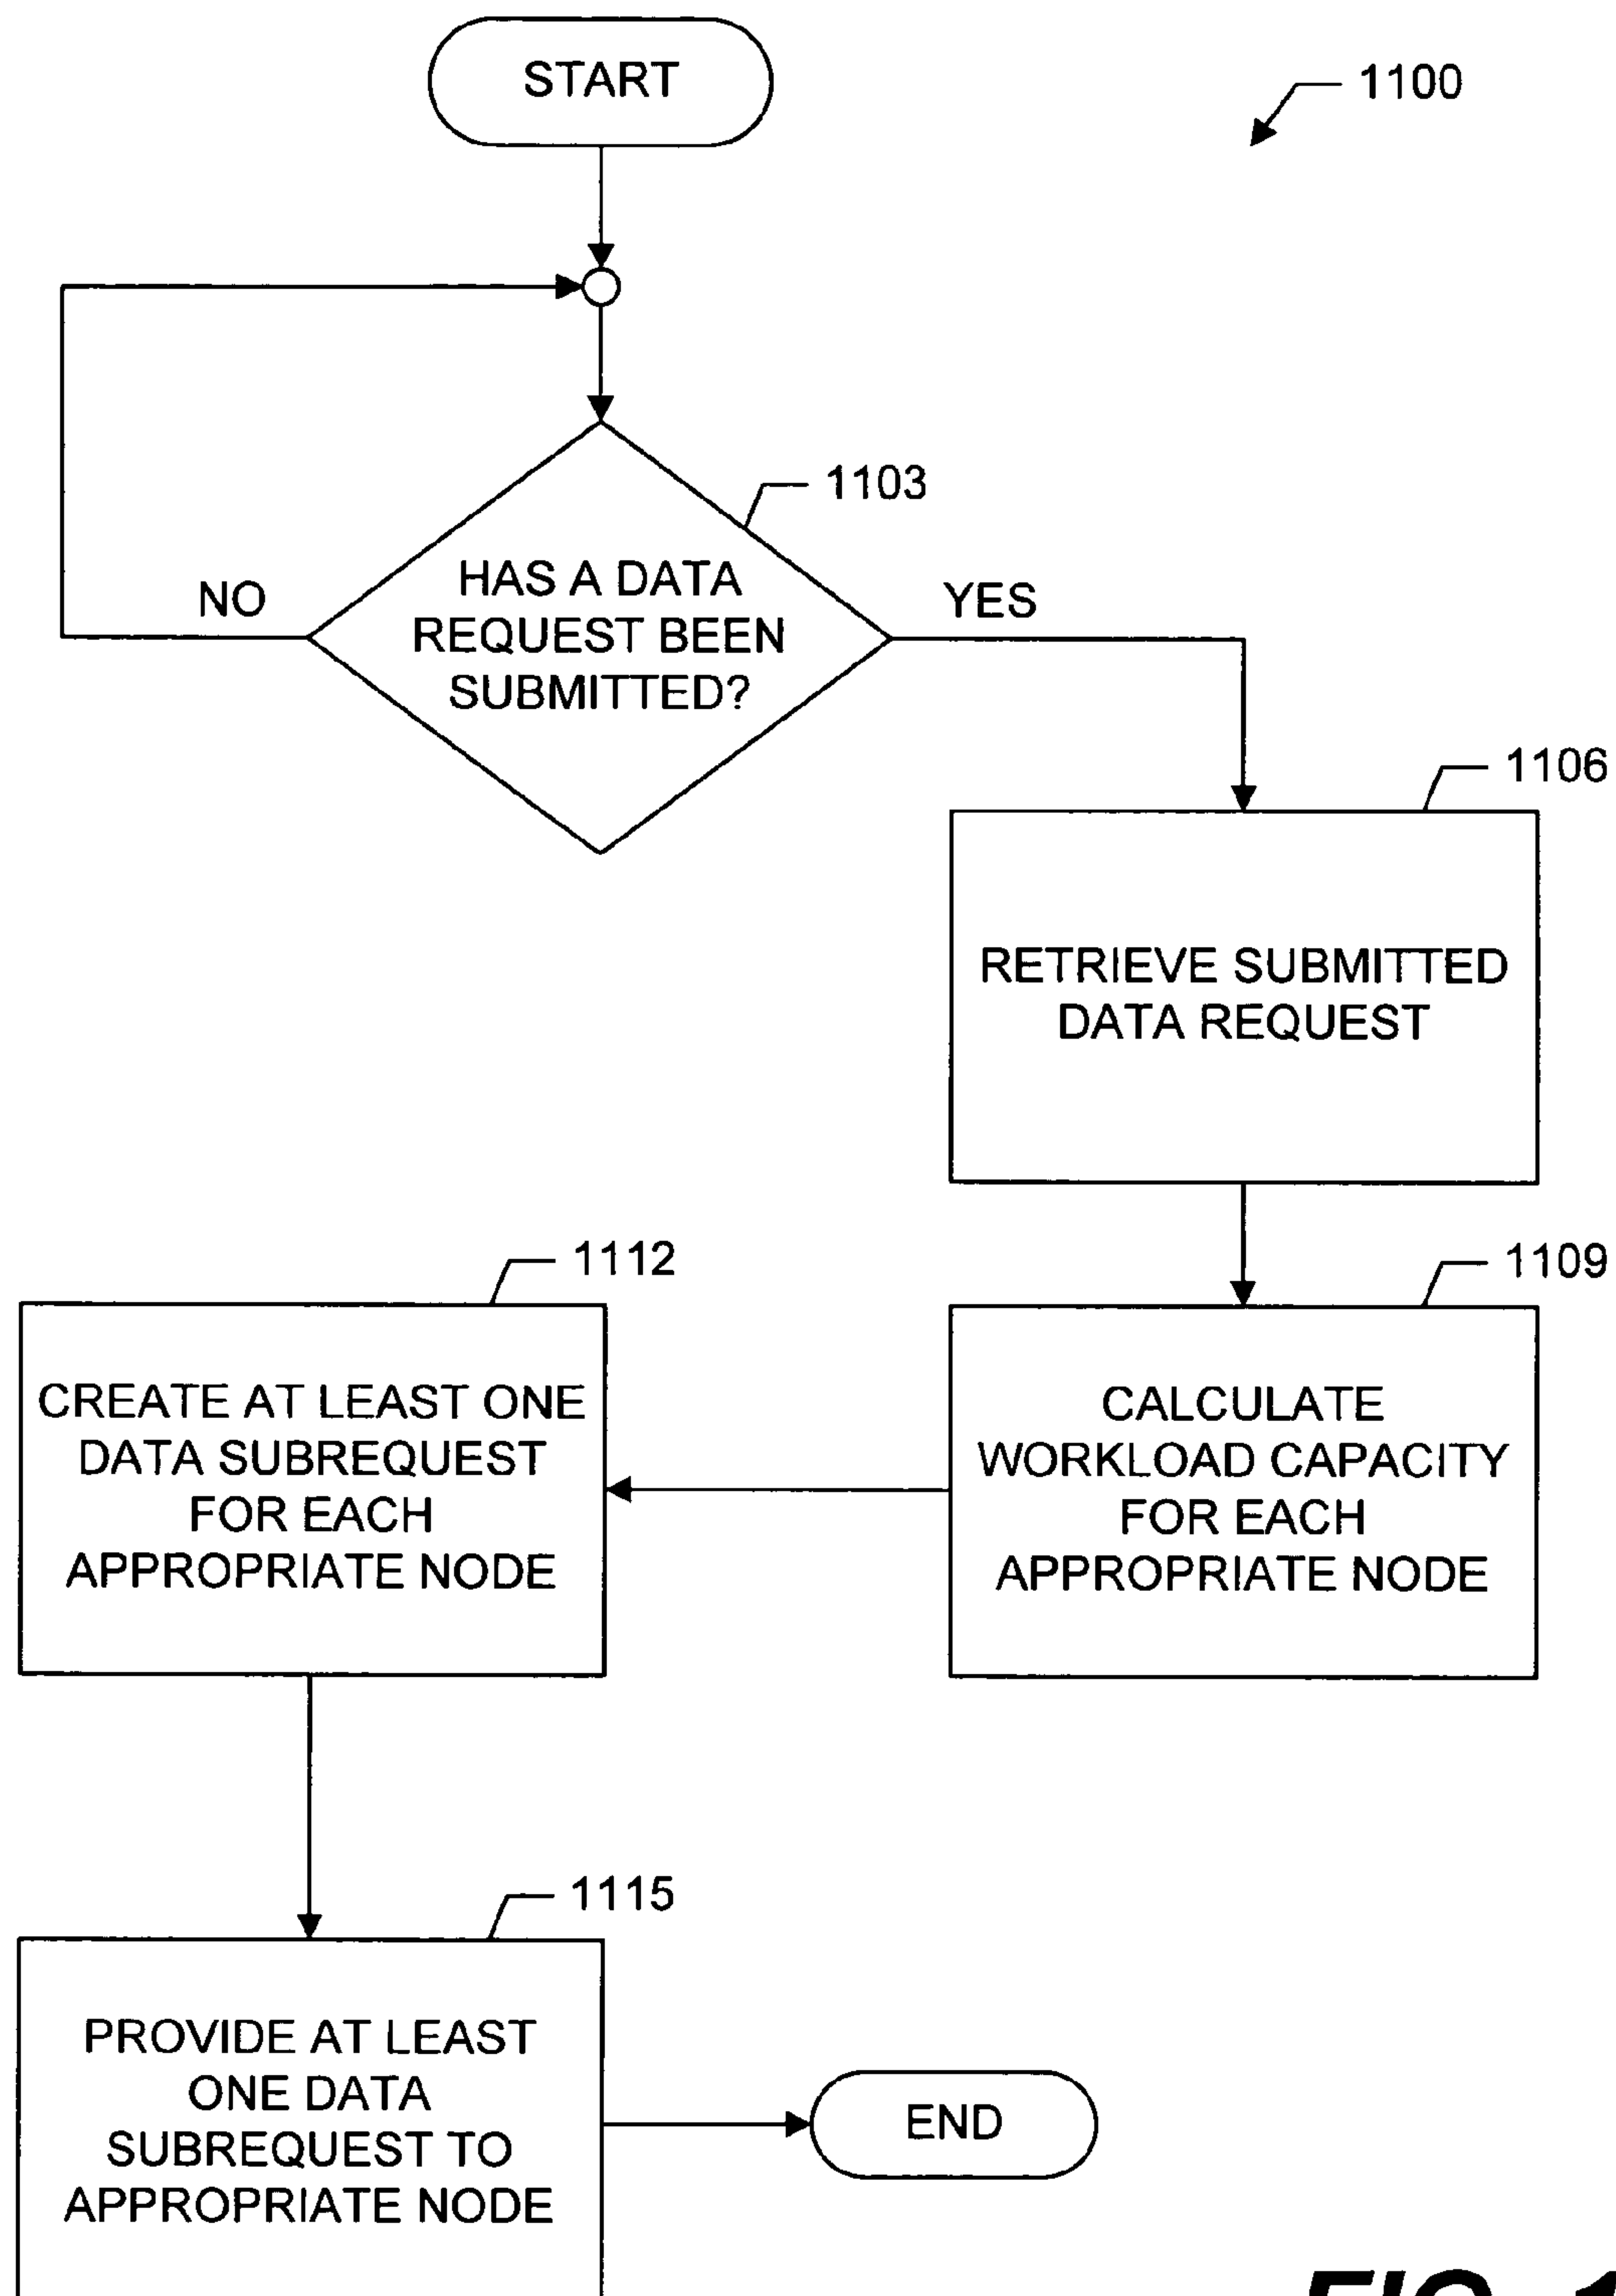 START
1100
1103
HAS A DATA
REQUEST BEEN
SUBMITTED?
NO
YES
1106
RETRIEVE SUBMITTED
DATA REQUEST
1112
1109
CREATE AT LEAST ONE
DATA SUBREQUEST
FOR EACH
APPROPRIATE NODE
CALCULATE
WORKLOAD CAPACITY
FOR EACH
APPROPRIATE NODE
1115
PROVIDE AT LEAST
ONE DATA
SUBREQUEST TO
APPROPRIATE NODE
END